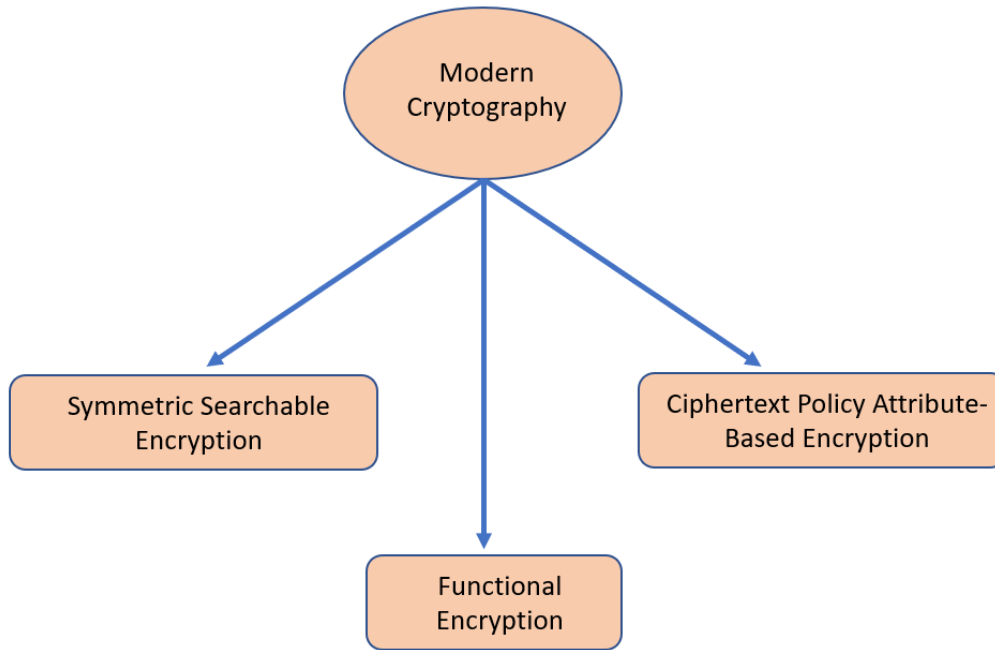 Modern
Cryptography
Symmetric Searchable
Encryption
Ciphertext Policy Attribute-
Based Encryption
Functional
Encryption